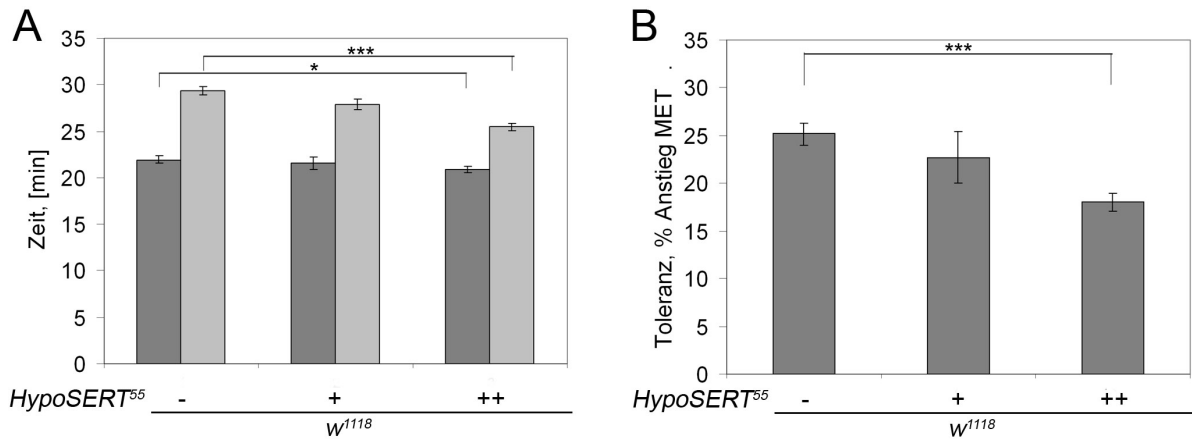 A
35
30
25
20
15
10
5
0
Zeit, [min]
***
*
HypoSERT⁵⁵ - + ++
w¹¹¹⁸
B
35
30
25
20
15
10
5
0
Toleranz, % Anstieg MET
***
.
HypoSERT⁵⁵ - + ++
w¹¹¹⁸